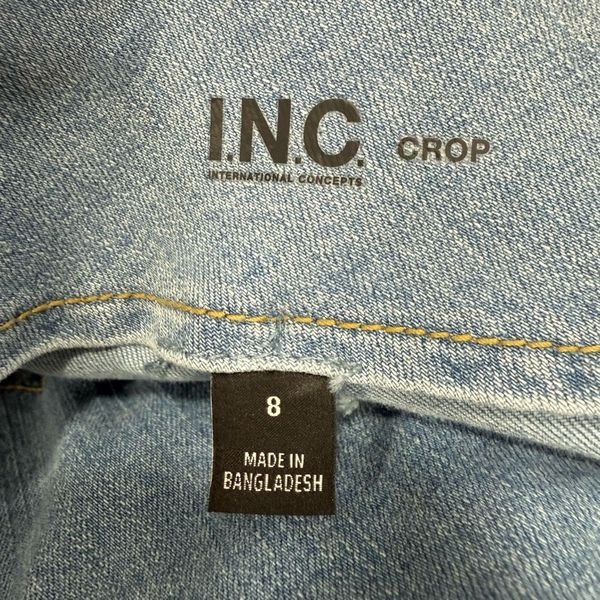 I.N.C. CROP
INTERNATIONAL CONCEPTS
8
MADE IN
BANGLADESH